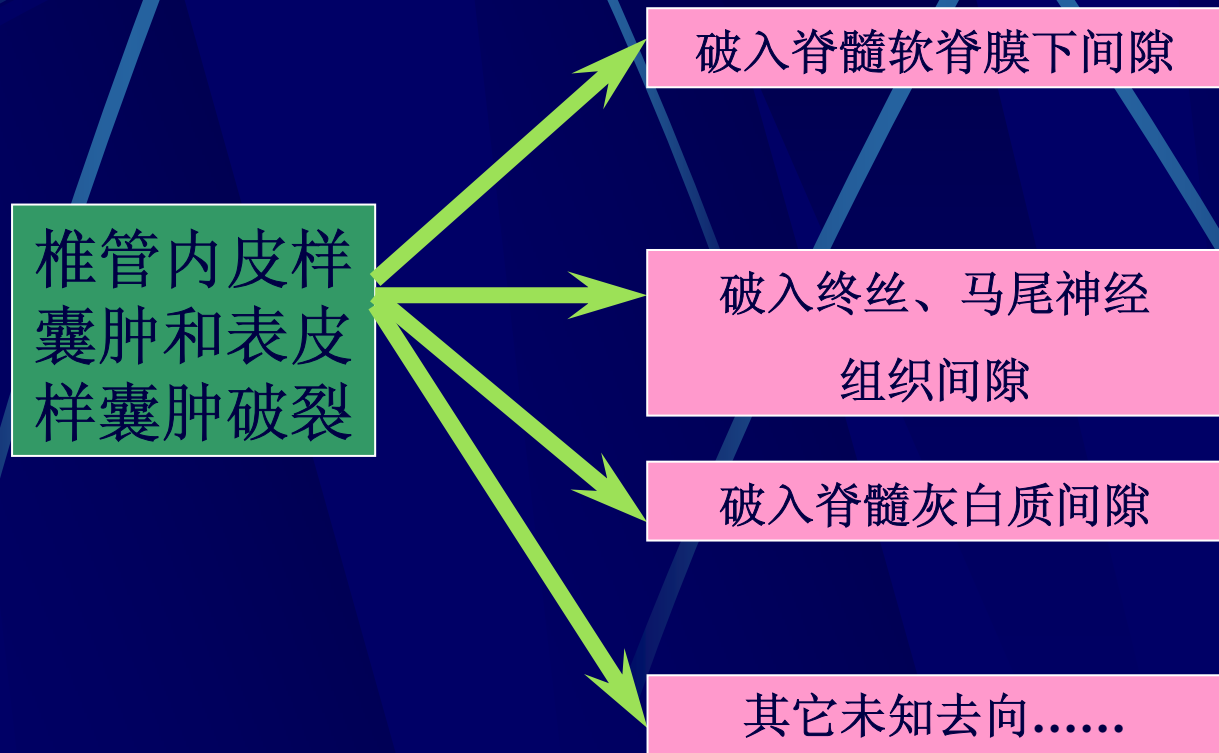 破入脊髓软脊膜下间隙
椎管内皮样
囊肿和表皮
样囊肿破裂
破入终丝、马尾神经
组织间隙
破入脊髓灰白质间隙
其它未知去向......